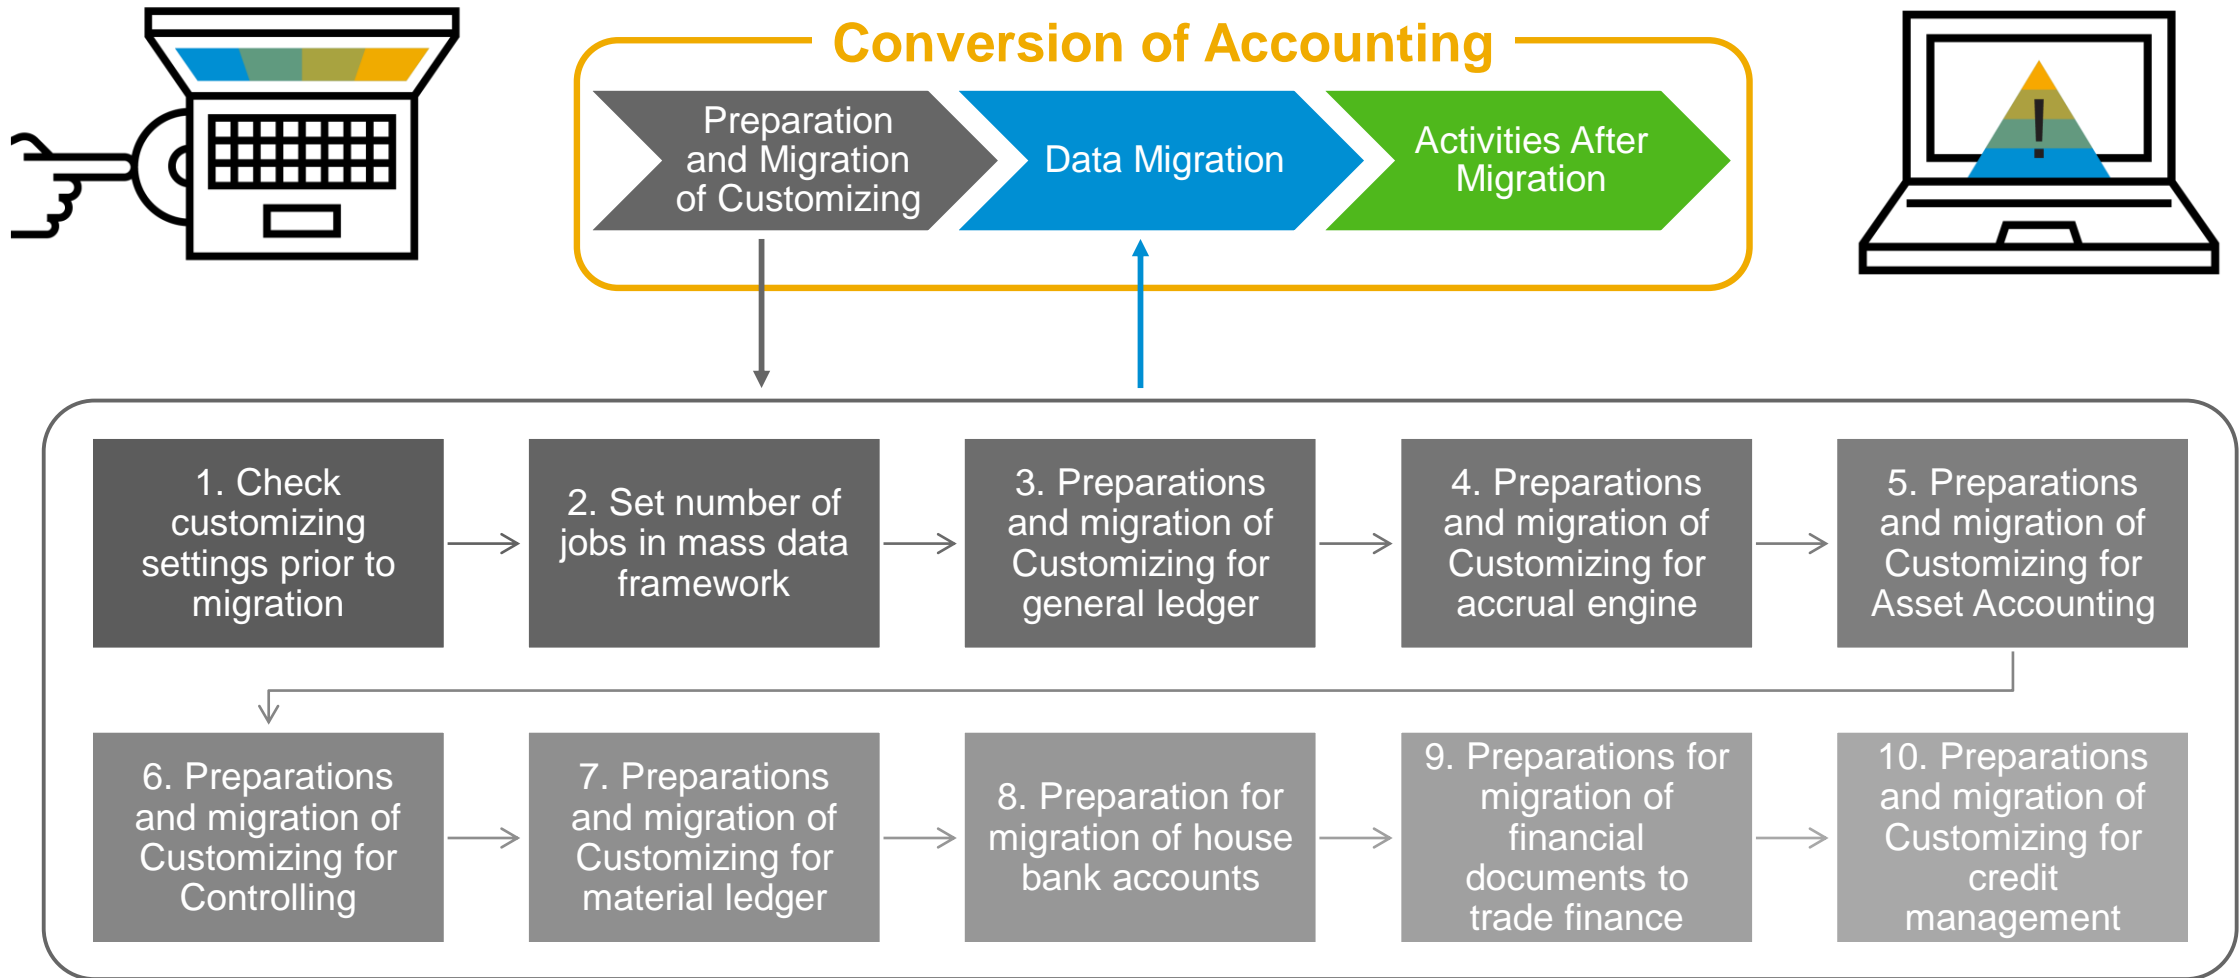 Conversion of Accounting
Preparation
and Migration
of Customizing
Data Migration
Activities After
Migration
!
1. Check
customizing
settings prior to
migration
2. Set number of
jobs in mass data
framework
3. Preparations
and migration of
Customizing for
general ledger
4. Preparations
and migration of
Customizing for
accrual engine
5. Preparations
and migration of
Customizing for
Asset Accounting
6. Preparations
and migration of
Customizing for
Controlling
7. Preparations
and migration of
Customizing for
material ledger
8. Preparation for
migration of house
bank accounts
9. Preparations for
migration of
financial
documents to
trade finance
10. Preparations
and migration of
Customizing for
credit
management